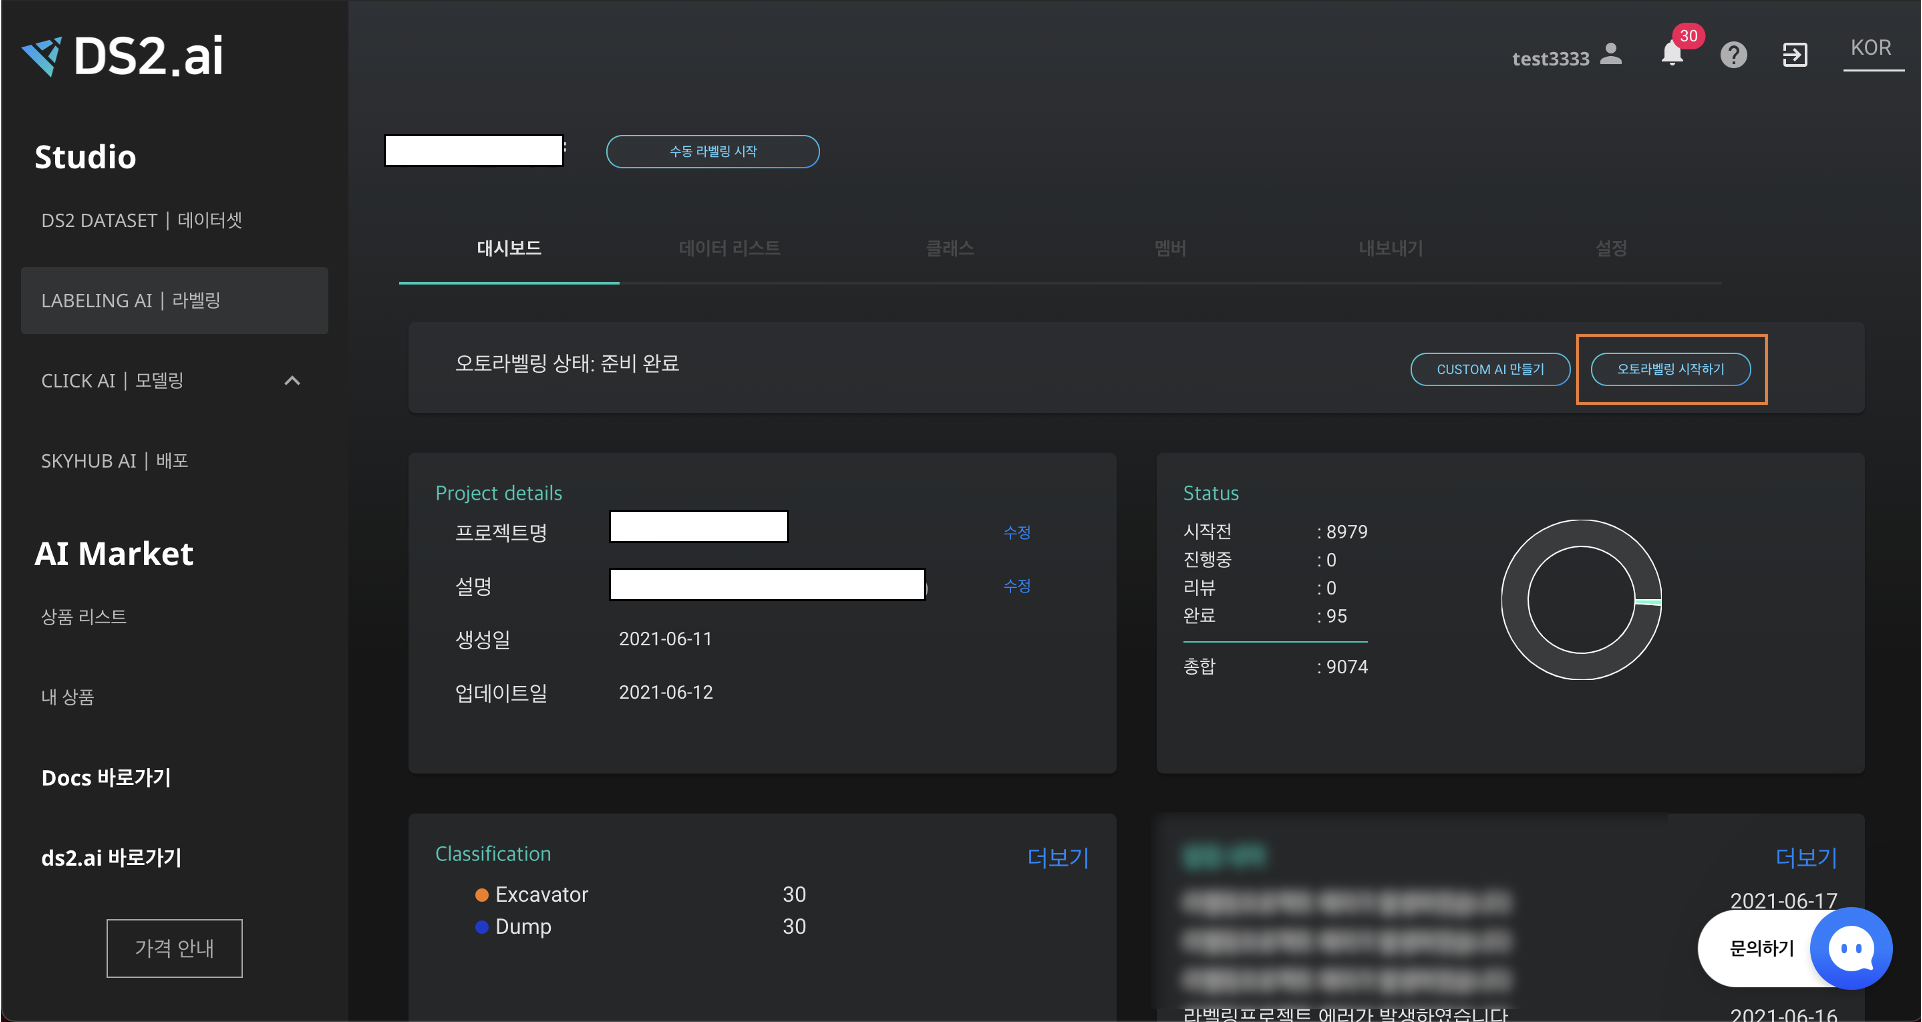 DS2.ai
test3333
30
KOR
Studio
DS2 DATASET | 데이터셋
LABELING AI | 라벨링
CLICK AI | 모델링
SKYHUB AI | 배포
AI Market
상품 리스트
내 상품
Docs 바로가기
ds2.ai 바로가기
가격 안내
수동 라벨링 시작
대시보드 데이터 리스트 클래스 멤버 내보내기 설정
오토라벨링 상태: 준비 완료
CUSTOM AI 만들기 오토라벨링 시작하기
Project details
프로젝트명 수정
설명 수정
생성일 2021-06-11
업데이트일 2021-06-12
Status
시작전 : 8979
진행중 : 0
리뷰 : 0
완료 : 95
총합 : 9074
Classification 더보기
Excavator 30
Dump 30
더보기
2021-06-17
문의하기
라벨링프로젝트 에러가 발생하였습니다 2021-06-16